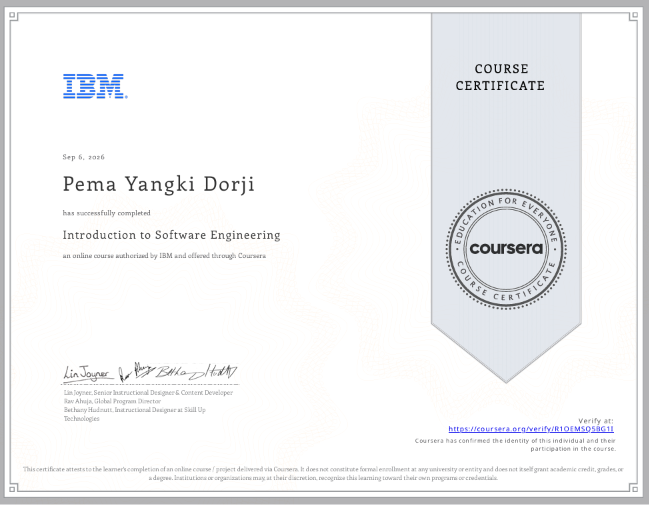 IBM
COURSE
CERTIFICATE
Sep 6, 2026
Pema Yangki Dorji
has successfully completed
Introduction to Software Engineering
an online course authorized by IBM and offered through Coursera
EDUCATION FOR EVERYONE
coursera
COURSE CERTIFICATE
Lin Joyner
Lin Joyner, Senior Instructional Designer & Content Developer
Rav Ahuja, Global Program Director
Bethany Hudnutt, Instructional Designer at Skill Up
Technologies
Verify at:
https://coursera.org/verify/R1OEMSQSBG1I
Coursera has confirmed the identity of this individual and their
participation in the course.
This certificate attests to the learner's completion of an online course / project delivered via Coursera. It does not constitute formal enrollment at any university or entity and does not itself grant academic credit, grades, or
a degree. Institutions or organizations may, at their discretion, recognize this learning toward their own programs or credentials.